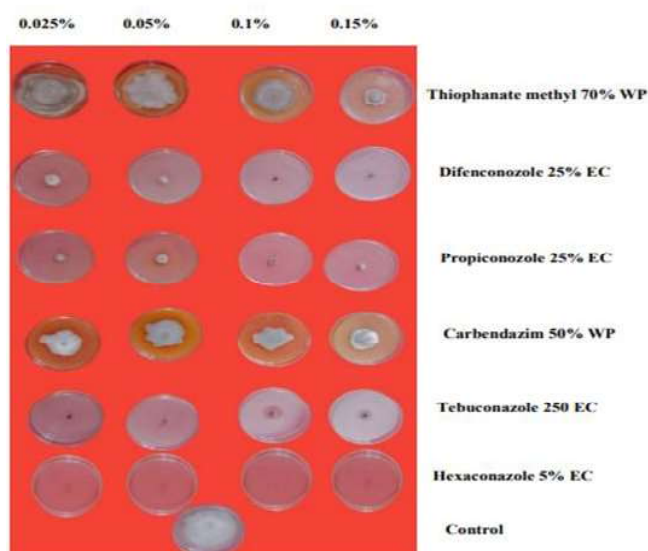 0.025% 0.05% 0.1% 0.15%
Thiophanate methyl 70% WP
Difenconozole 25% EC
Propiconozole 25% EC
Carbendazim 50% WP
Tebuconazole 250 EC
Hexaconazole 5% EC
Control